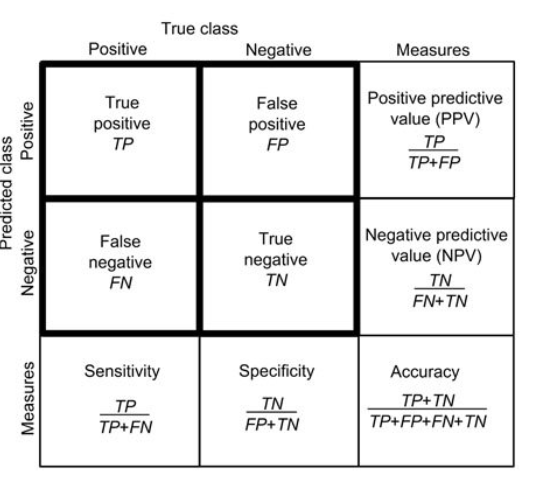 True class
Positive
Negative
Measures
Predicted class
Positive
True
positive
TP
False
positive
FP
Positive predictive
value (PPV)
TP
TP+FP
Negative
False
negative
FN
True
negative
TN
Negative predictive
value (NPV)
TN
FN+TN
Measures
Sensitivity
TP
TP+FN
Specificity
TN
FP+TN
Accuracy
TP+TN
TP+FP+FN+TN